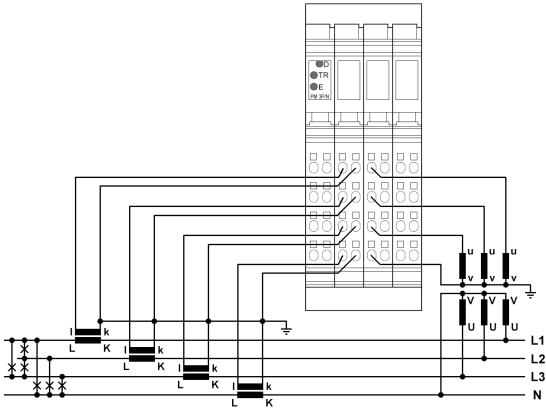 D
TR
E
PM 3P/N
u u u
v v v
V V V
U U U
l k
L K
L1
l k
L K
L2
l k
L K
L3
l k
L K
N